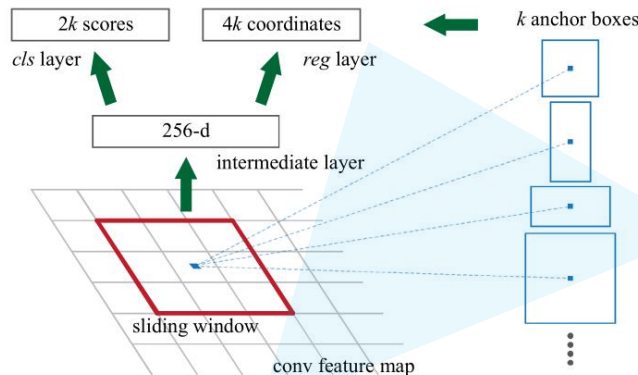 2k scores
4k coordinates
k anchor boxes
cls layer
reg layer
256-d
intermediate layer
sliding window
conv feature map